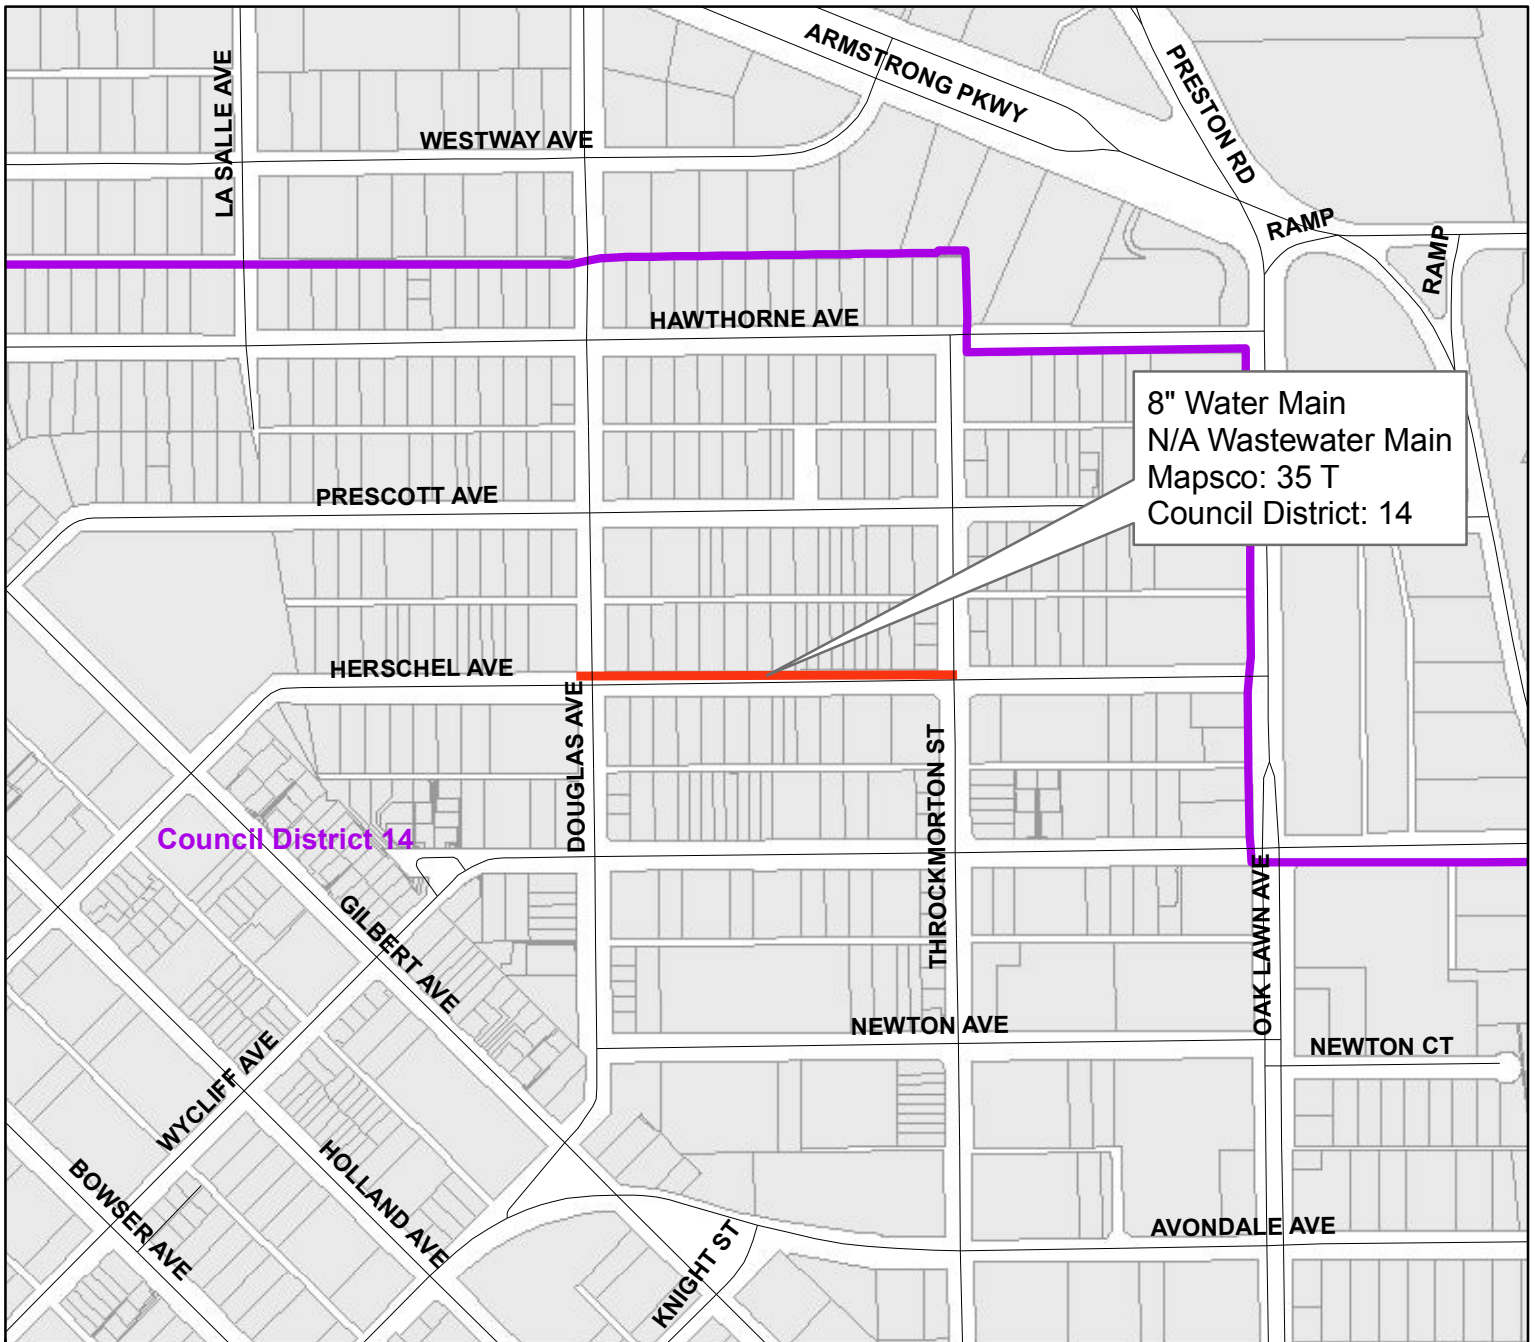 ARMSTRONG PKWY
PRESTON RD
LA SALLE AVE
WESTWAY AVE
RAMP
RAMP
HAWTHORNE AVE
8" Water Main
N/A Wastewater Main
Mapsco: 35 T
Council District: 14
PRESCOTT AVE
HERSCHEL AVE
DOUGLAS AVE
THROCKMORTON ST
Council District 14
OAK LAWN AVE
GILBERT AVE
NEWTON AVE
NEWTON CT
WYCLIFF AVE
HOLLAND AVE
BOWSER AVE
KNIGHT ST
AVONDALE AVE